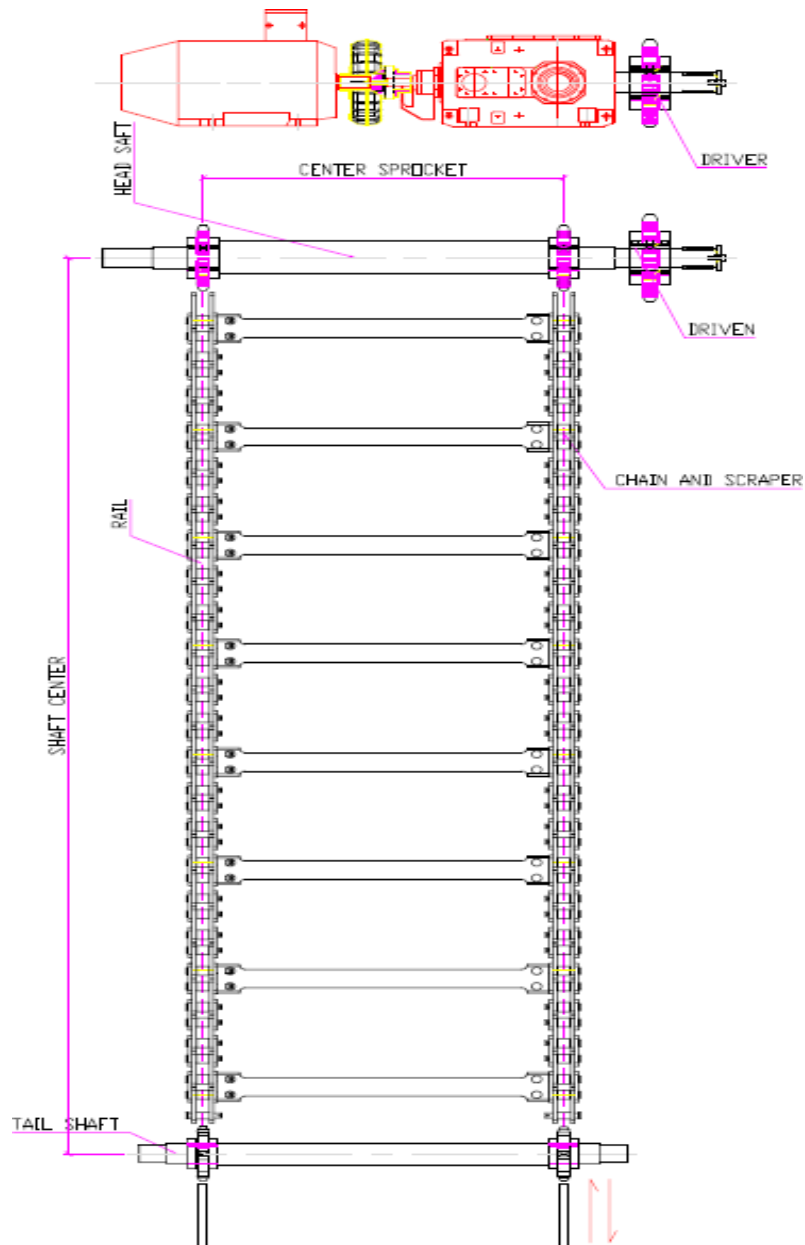 DRIVER
HEAD SAFT
CENTER SPROCKET
DRIVEN
CHAIN AND SCRAPER
RAIL
SHAFT CENTER
TAIL SHAFT